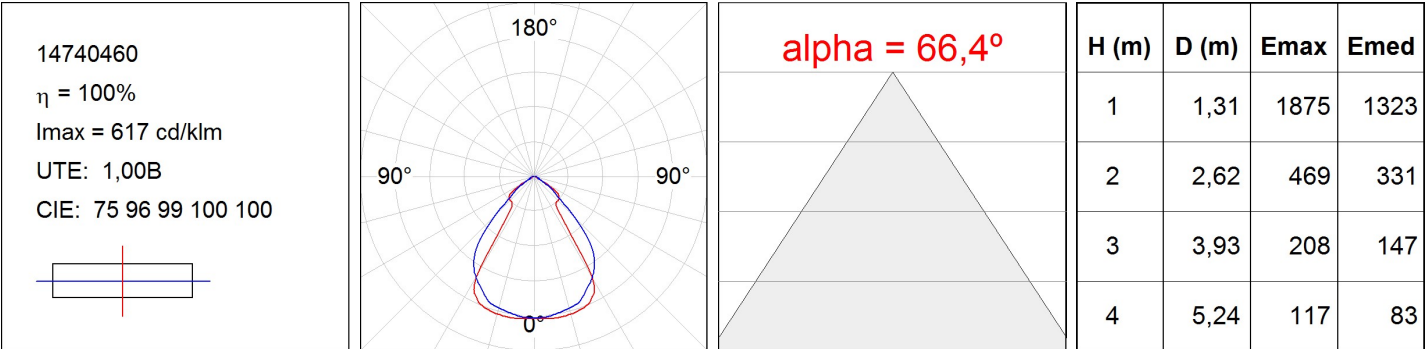 14740460
η = 100%
Imax = 617 cd/klm
UTE:  1,00B
CIE:  75 96 99 100 100
180°
90°
90°
0°
alpha = 66,4º
H (m) D (m) Emax Emed
1 1,31 1875 1323
2 2,62 469 331
3 3,93 208 147
4 5,24 117 83